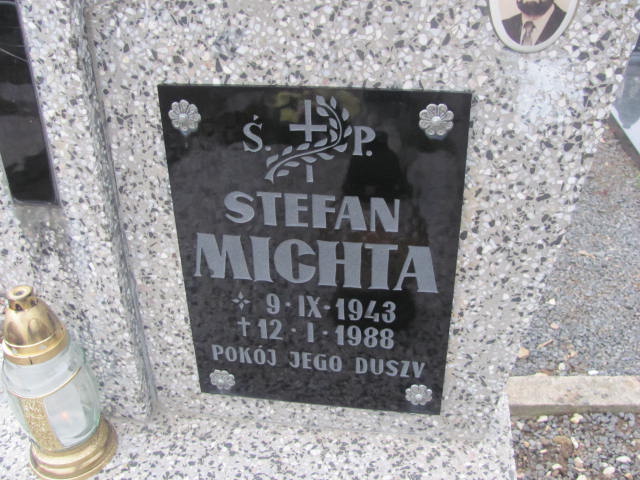 Ś. P.
STEFAN
MICHTA
9·IX·1943
✝12·I·1988
POKÓJ JEGO DUSZY